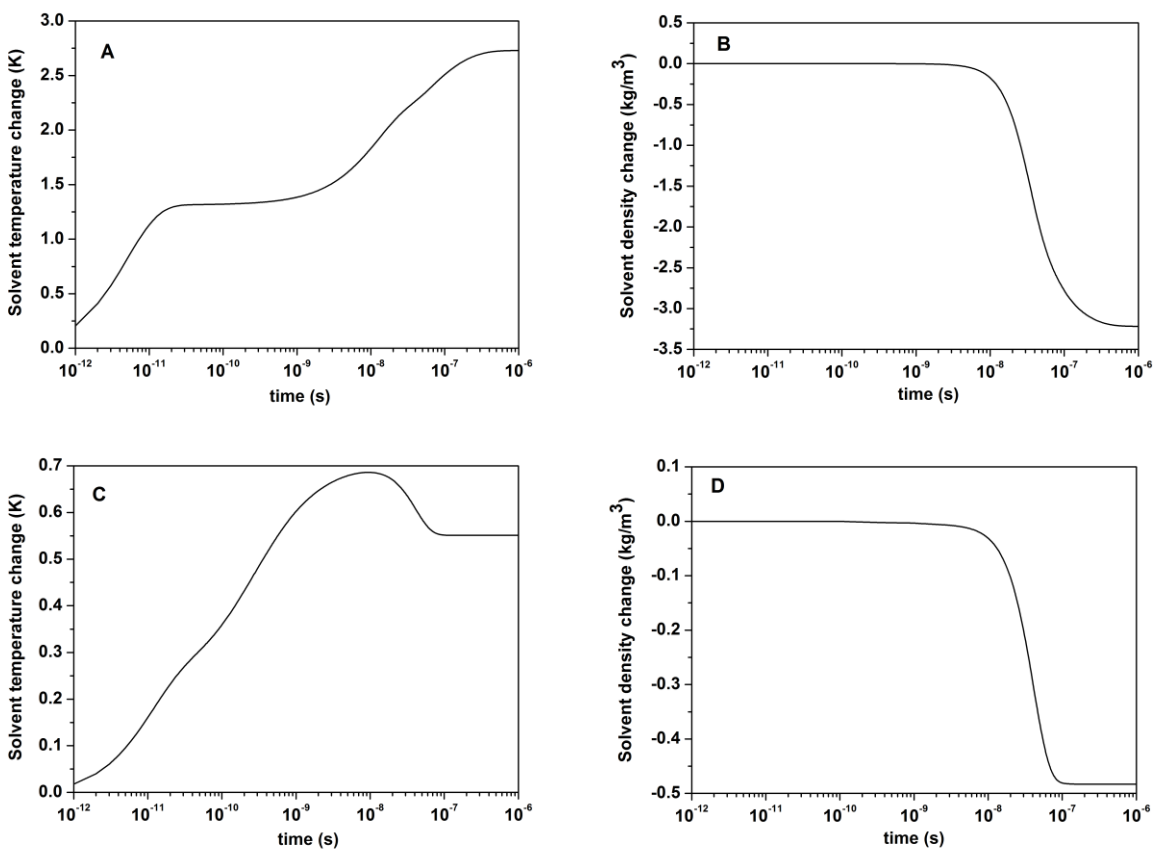 A
Solvent temperature change (K)
3.0
2.5
2.0
1.5
1.0
0.5
0.0
10-12 10-11 10-10 10-9 10-8 10-7 10-6
time (s)
B
Solvent density change (kg/m3)
0.5
0.0
-0.5
-1.0
-1.5
-2.0
-2.5
-3.0
-3.5
10-12 10-11 10-10 10-9 10-8 10-7 10-6
time (s)
C
Solvent temperature change (K)
0.7
0.6
0.5
0.4
0.3
0.2
0.1
0.0
10-12 10-11 10-10 10-9 10-8 10-7 10-6
time (s)
D
Solvent density change (kg/m3)
0.1
0.0
-0.1
-0.2
-0.3
-0.4
-0.5
10-12 10-11 10-10 10-9 10-8 10-7 10-6
time (s)